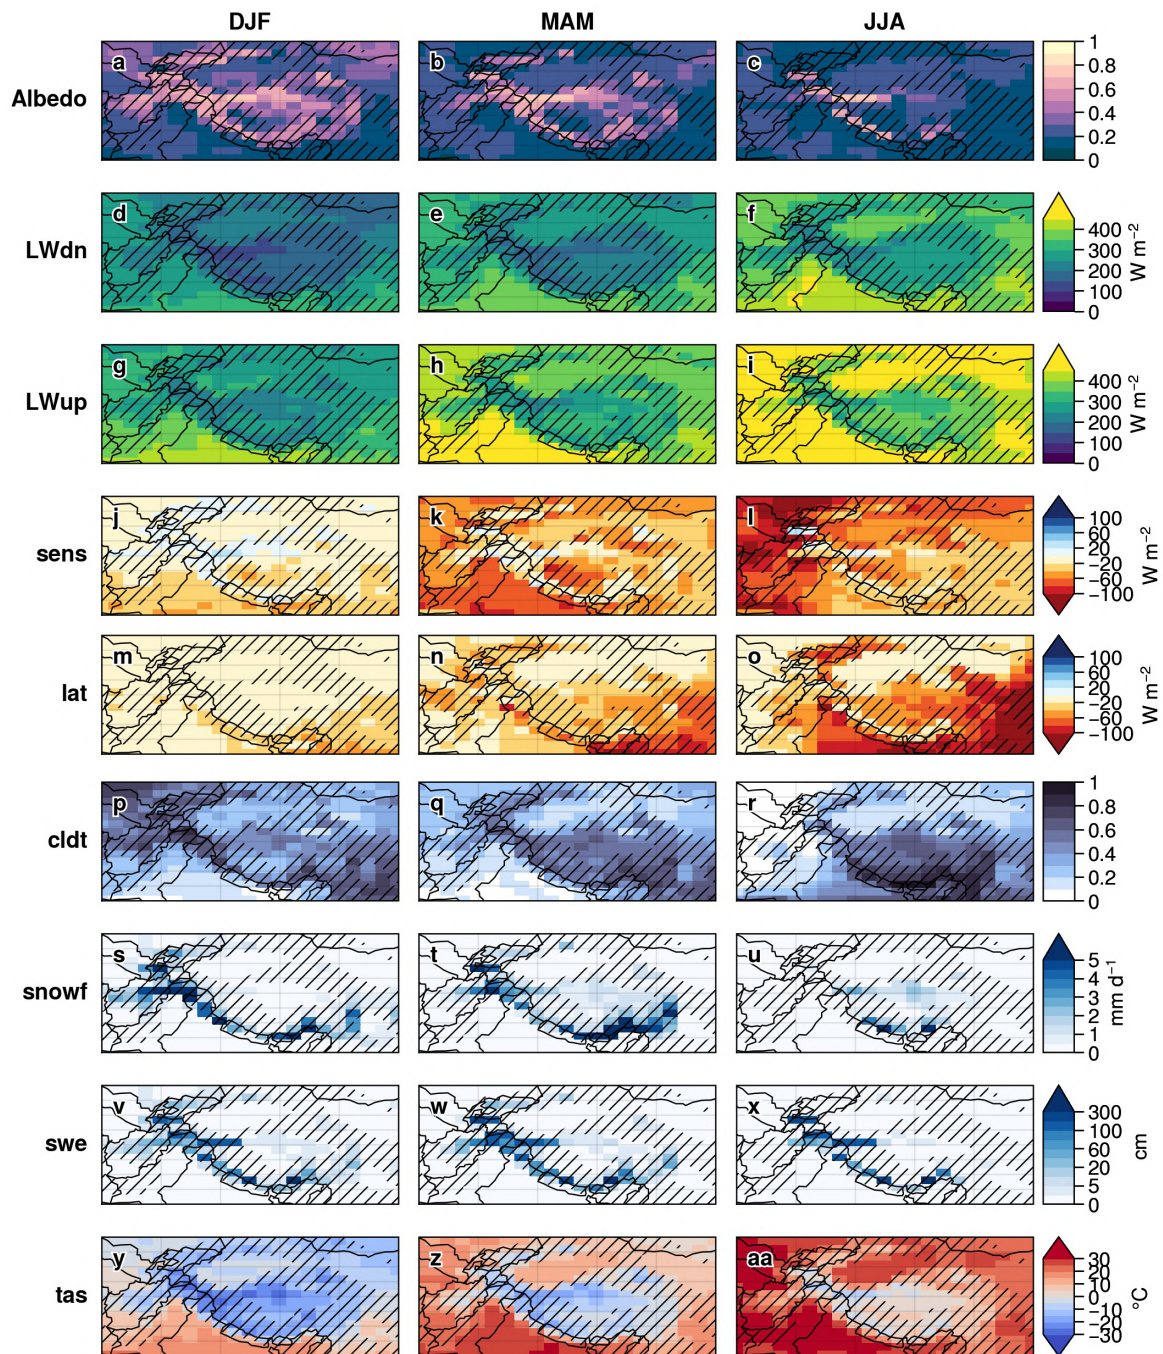 DJF MAM JJA
Albedo a b c 1 0.8 0.6 0.4 0.2 0
LWdn d e f 400 300 200 100 0 W m⁻²
LWup g h i 400 300 200 100 0 W m⁻²
sens j k l 100 60 20 −20 −60 −100 W m⁻²
lat m n o 100 60 20 −20 −60 −100 W m⁻²
cldt p q r 1 0.8 0.6 0.4 0.2 0
snowf s t u 5 4 3 2 1 0 mm d⁻¹
swe v w x 300 100 60 20 5 0 cm
tas y z aa 30 20 10 0 −10 −20 −30 °C